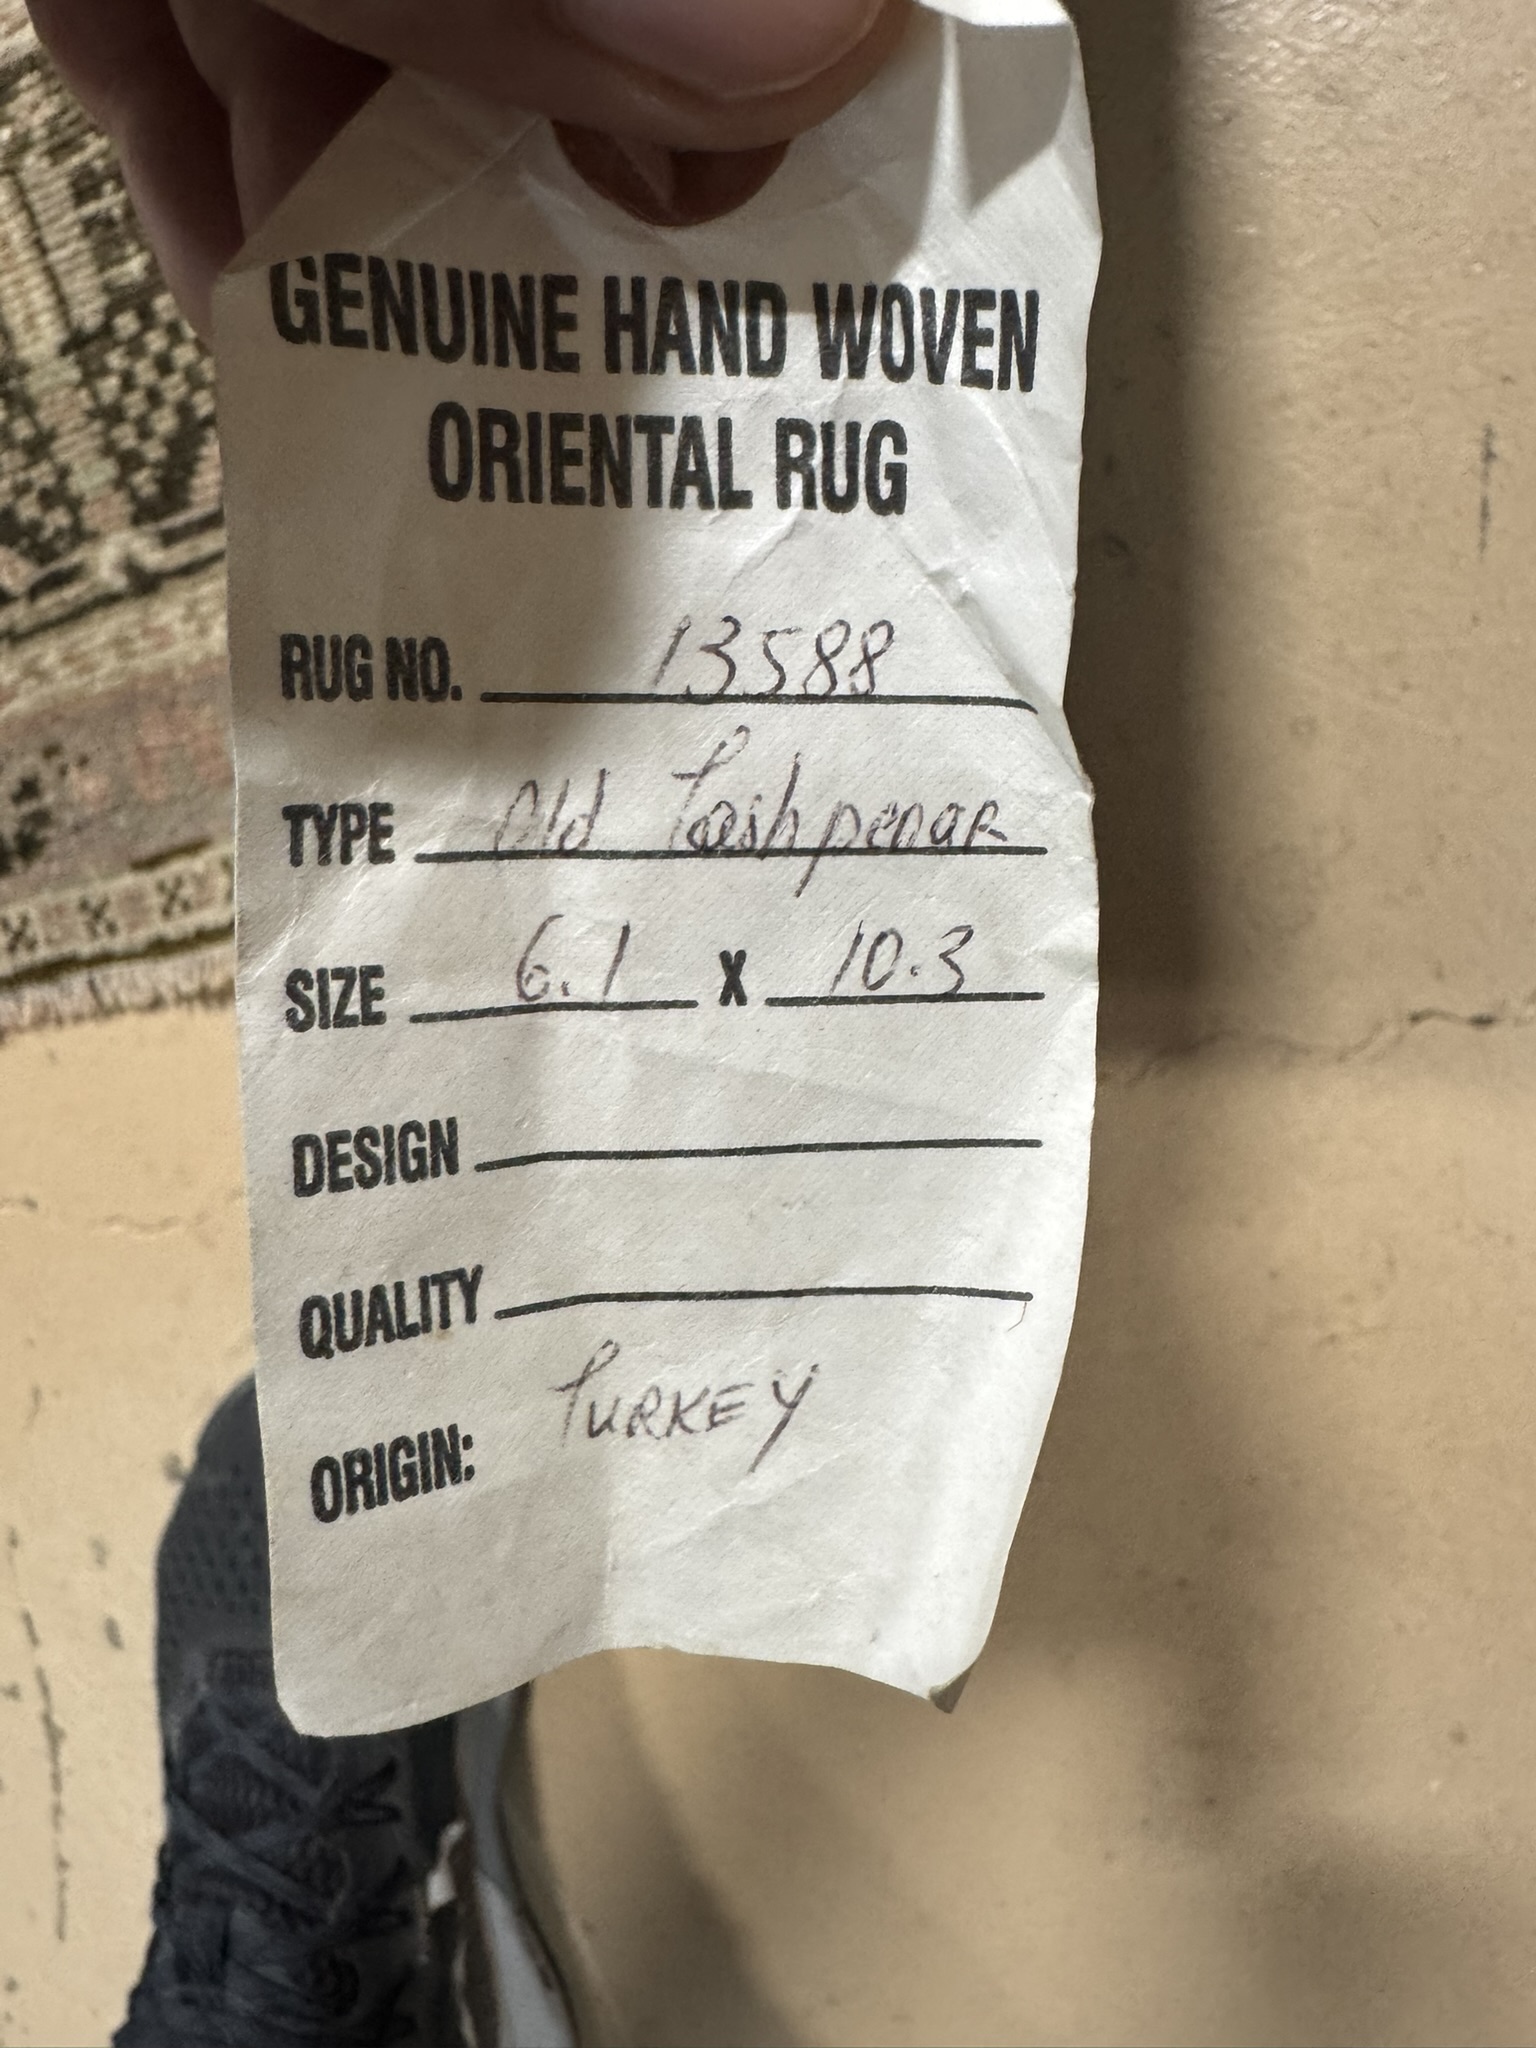 GENUINE HAND WOVEN
ORIENTAL RUG
RUG NO. 13588
TYPE Old Tashpenar
SIZE 6.1 X 10.3
DESIGN
QUALITY
ORIGIN: TURKEY